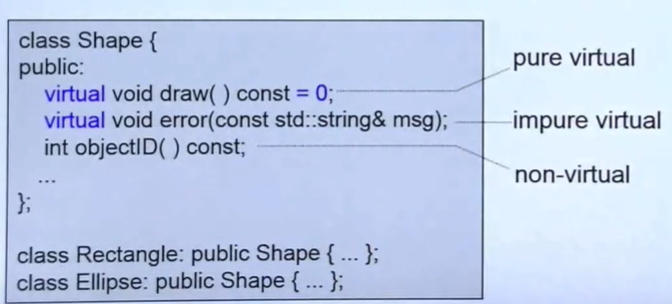 class Shape {
public:
virtual void draw( ) const = 0;
pure virtual
virtual void error(const std::string& msg);
impure virtual
int objectID( ) const;
non-virtual
...
};
class Rectangle: public Shape { ... };
class Ellipse: public Shape { ... };